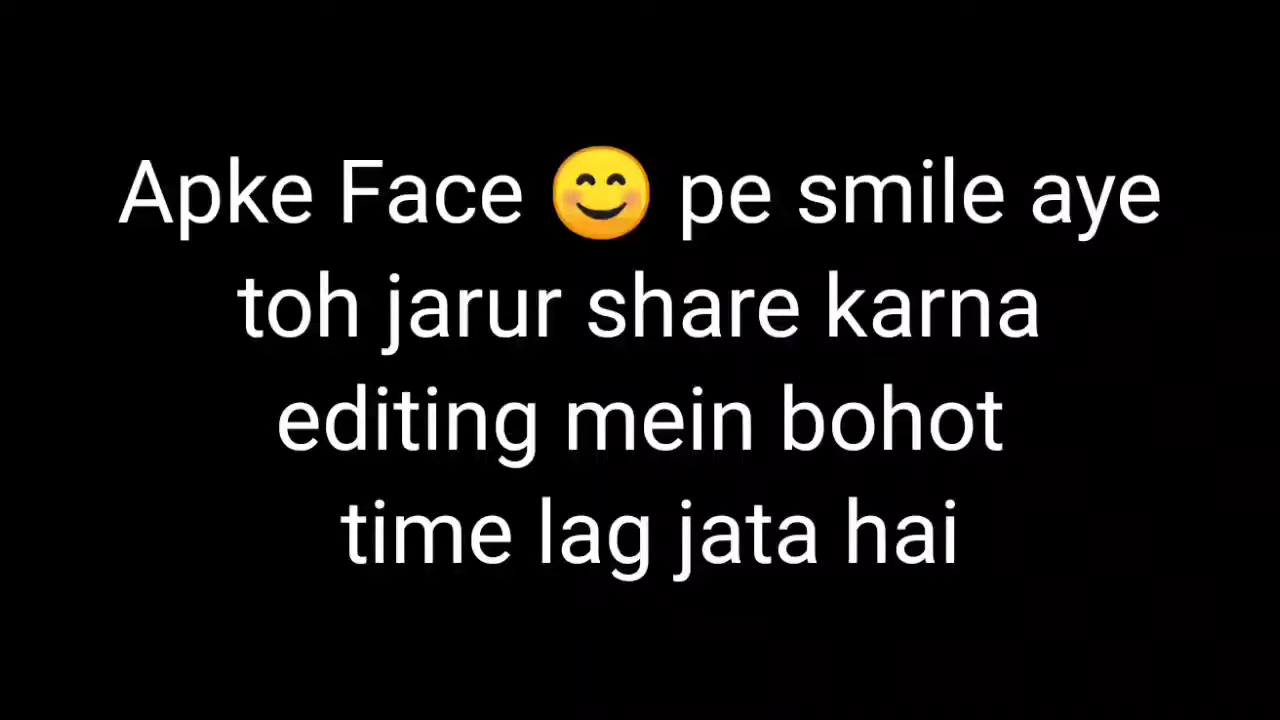 Apke Face 😊 pe smile aye
toh jarur share karna
editing mein bohot
time lag jata hai